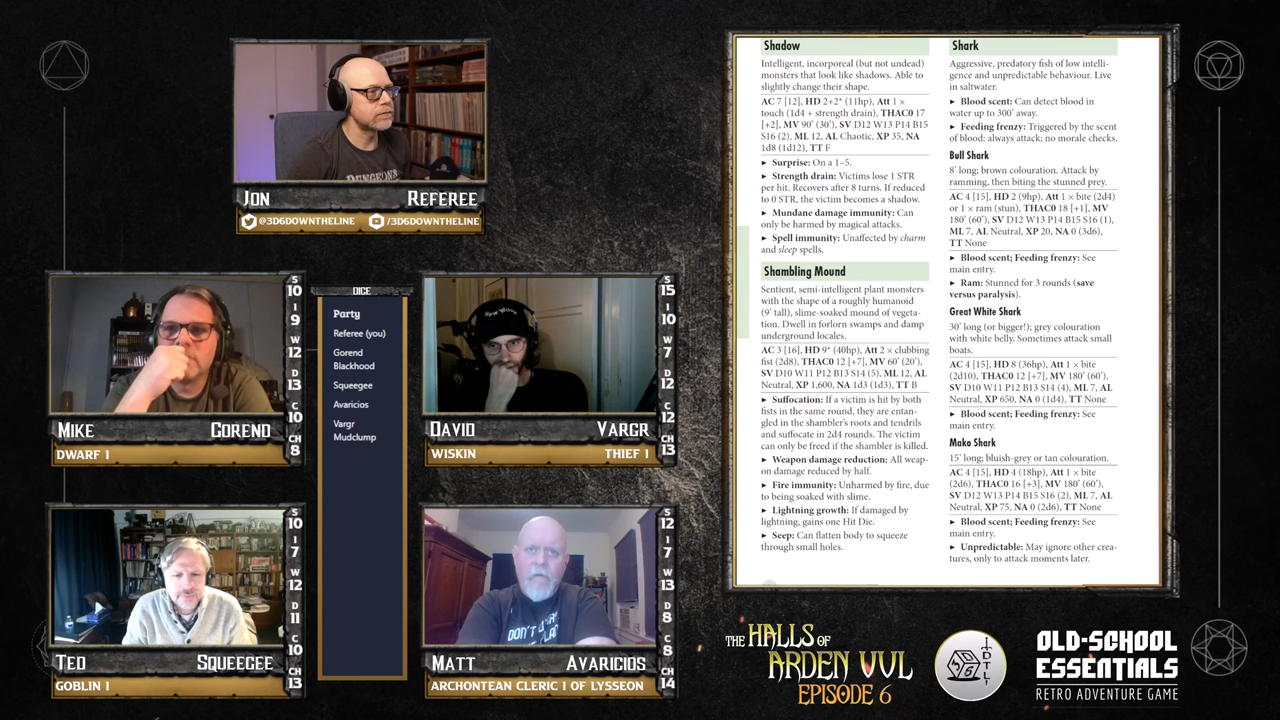 JON REFEREE
@3D6DOWNTHELINE /3D6DOWNTHELINE
MIKE GOREND
DWARF 1
S
10
I
9
W
12
D
13
C
10
CH
8
DICE
Party
Referee (you)
Gorend
Blackhood
Squeegee
Avaricios
Vargr
Mudclump
DAVID VARGR
WISKIN THIEF 1
S
15
I
10
W
7
D
12
C
12
CH
13
TED SQUEEGEE
GOBLIN 1
S
10
I
7
W
12
D
11
C
10
CH
13
DON'T
MATT AVARICIOS
ARCHONTEAN CLERIC 1 OF LYSSEON
S
12
I
7
W
13
D
8
C
8
CH
14
Shadow
Intelligent, incorporeal (but not undead)
monsters that look like shadows. Able to
slightly change their shape.
AC 7 [12], HD 2+2* (11hp), Att 1 ×
touch (1d4 + strength drain), THAC0 17
[+2], MV 90' (30'), SV D12 W13 P14 B15
S16 (2), ML 12, AL Chaotic, XP 35, NA
1d8 (1d12), TT F
► Surprise: On a 1–5.
► Strength drain: Victims lose 1 STR
per hit. Recovers after 8 turns. If reduced
to 0 STR, the victim becomes a shadow.
► Mundane damage immunity: Can
only be harmed by magical attacks.
► Spell immunity: Unaffected by charm
and sleep spells.
Shambling Mound
Sentient, semi-intelligent plant monsters
with the shape of a roughly humanoid
(9' tall), slime-soaked mound of vegeta-
tion. Dwell in forlorn swamps and damp
underground locales.
AC 3 [16], HD 9* (40hp), Att 2 × clubbing
fist (2d8), THAC0 12 [+7], MV 60' (20'),
SV D10 W11 P12 B13 S14 (5), ML 12, AL
Neutral, XP 1,600, NA 1d3 (1d3), TT B
► Suffocation: If a victim is hit by both
fists in the same round, they are entan-
gled in the shambler's roots and tendrils
and suffocate in 2d4 rounds. The victim
can only be freed if the shambler is killed.
► Weapon damage reduction: All weap-
on damage reduced by half.
► Fire immunity: Unharmed by fire, due
to being soaked with slime.
► Lightning growth: If damaged by
lightning, gains one Hit Die.
► Seep: Can flatten body to squeeze
through small holes.
Shark
Aggressive, predatory fish of low intelli-
gence and unpredictable behaviour. Live
in saltwater.
► Blood scent: Can detect blood in
water up to 300' away.
► Feeding frenzy: Triggered by the scent
of blood: always attack; no morale checks.
Bull Shark
8' long; brown colouration. Attack by
ramming, then biting the stunned prey.
AC 4 [15], HD 2 (9hp), Att 1 × bite (2d4)
or 1 × ram (stun), THAC0 18 [+1], MV
180' (60'), SV D12 W13 P14 B15 S16 (1),
ML 7, AL Neutral, XP 20, NA 0 (3d6),
TT None
► Blood scent; Feeding frenzy: See
main entry.
► Ram: Stunned for 3 rounds (save
versus paralysis).
Great White Shark
30' long (or bigger!); grey colouration
with white belly. Sometimes attack small
boats.
AC 4 [15], HD 8 (36hp), Att 1 × bite
(2d10), THAC0 12 [+7], MV 180' (60'),
SV D10 W11 P12 B13 S14 (4), ML 7, AL
Neutral, XP 650, NA 0 (1d4), TT None
► Blood scent; Feeding frenzy: See
main entry.
Mako Shark
15' long; bluish-grey or tan colouration.
AC 4 [15], HD 4 (18hp), Att 1 × bite
(2d6), THAC0 16 [+3], MV 180' (60'),
SV D12 W13 P14 B15 S16 (2), ML 7, AL
Neutral, XP 75, NA 0 (2d6), TT None
► Blood scent; Feeding frenzy: See
main entry.
► Unpredictable: May ignore other crea-
tures, only to attack moments later.
THE HALLS OF
ARDEN VUL
EPISODE 6
OLD-SCHOOL
ESSENTIALS
RETRO ADVENTURE GAME